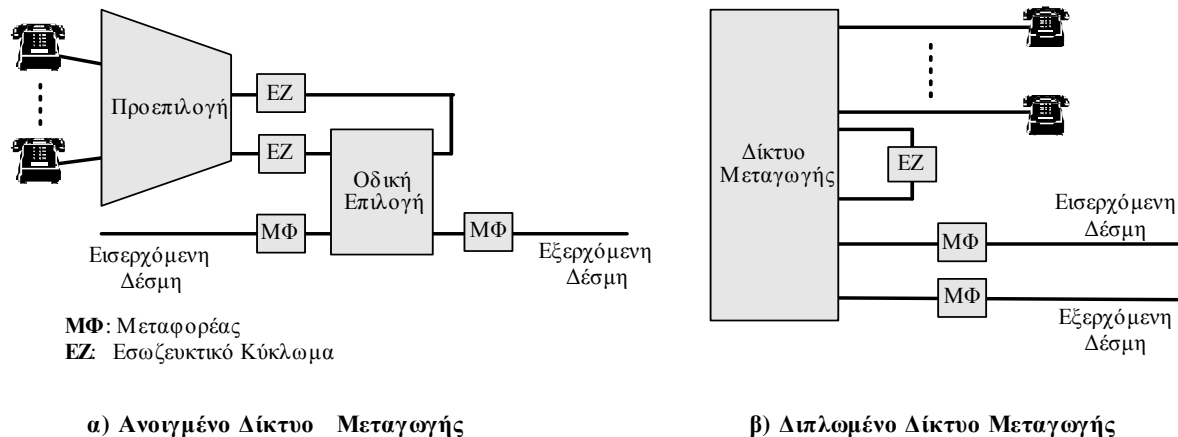 Προεπιλογή
ΕΖ
ΕΖ
Οδική
Επιλογή
ΜΦ
ΜΦ
Εισερχόμενη
Δέσμη
Εξερχόμενη
Δέσμη
ΜΦ: Μεταφορέας
ΕΖ: Εσωζευκτικό Κύκλωμα
α) Ανοιγμένο Δίκτυο Μεταγωγής
Δίκτυο
Μεταγωγής
ΕΖ
Εισερχόμενη
Δέσμη
ΜΦ
ΜΦ
Εξερχόμενη
Δέσμη
β) Διπλωμένο Δίκτυο Μεταγωγής